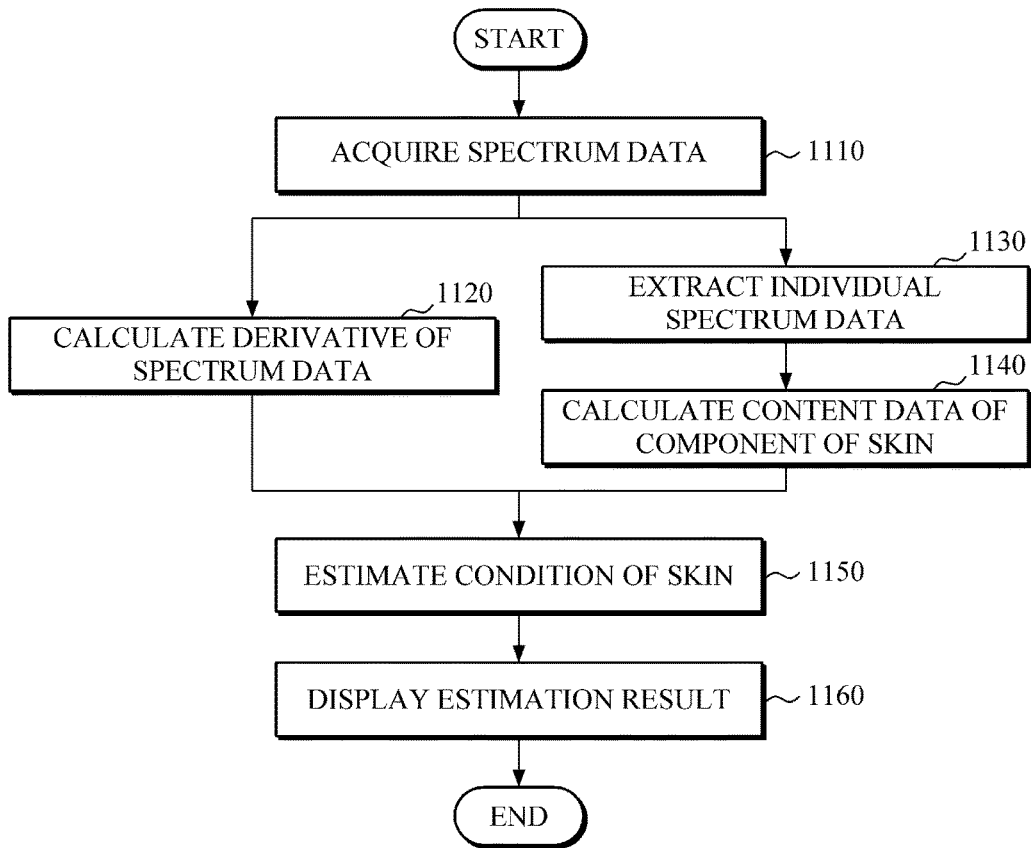 START
ACQUIRE SPECTRUM DATA
1110
1130
EXTRACT INDIVIDUAL
SPECTRUM DATA
1120
CALCULATE DERIVATIVE OF
SPECTRUM DATA
1140
CALCULATE CONTENT DATA OF
COMPONENT OF SKIN
ESTIMATE CONDITION OF SKIN
1150
DISPLAY ESTIMATION RESULT
1160
END